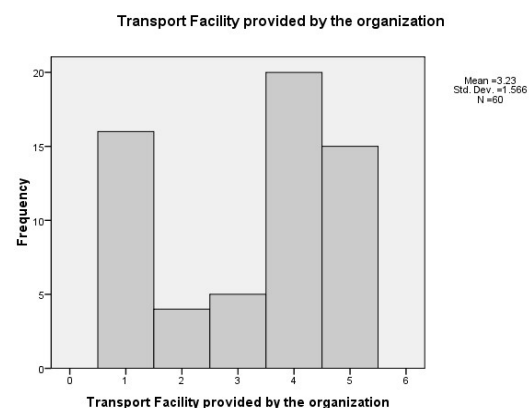 Transport Facility provided by the organization
Mean =3.23
Std. Dev. =1.566
N =60
20
15
10
5
0
Frequency
0 1 2 3 4 5 6
Transport Facility provided by the organization